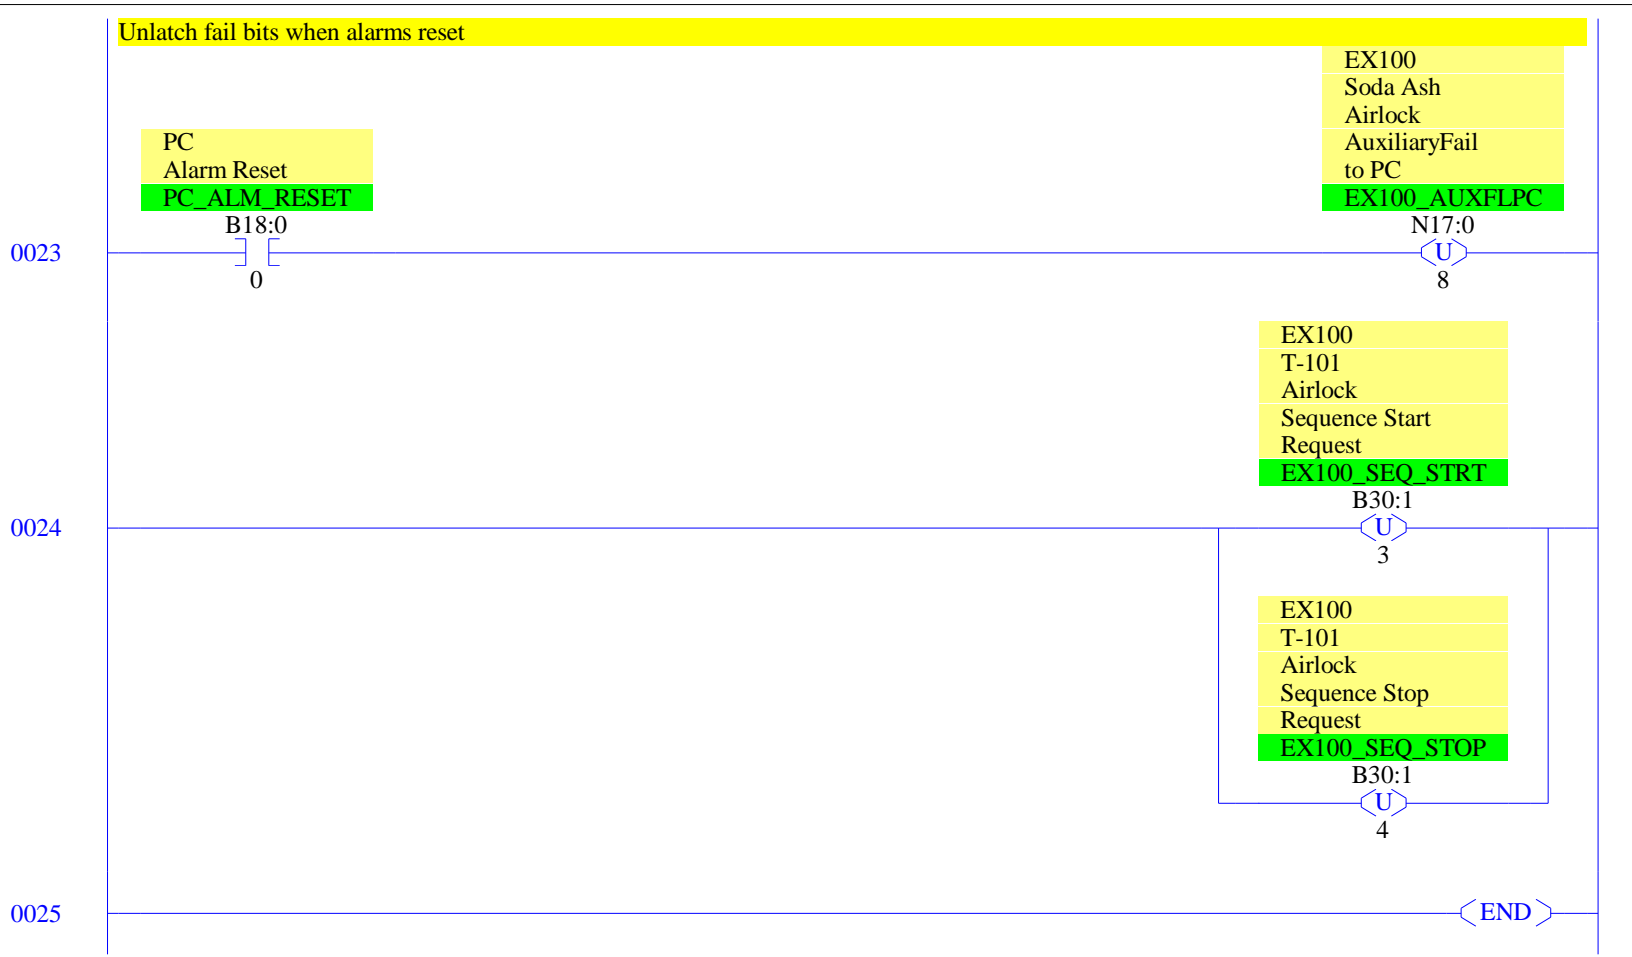 Unlatch fail bits when alarms reset
EX100
Soda Ash
Airlock
AuxiliaryFail
to PC
EX100_AUXFLPC
N17:0
PC
Alarm Reset
PC_ALM_RESET
B18:0
0023
U
0
8
EX100
T-101
Airlock
Sequence Start
Request
EX100_SEQ_STRT
B30:1
0024
U
3
EX100
T-101
Airlock
Sequence Stop
Request
EX100_SEQ_STOP
B30:1
U
4
0025
END